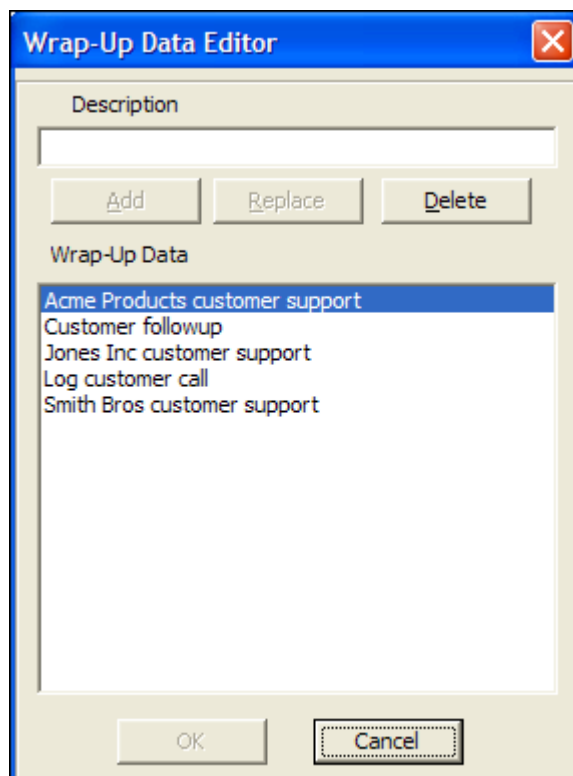 Wrap-Up Data Editor
Description
Add Replace Delete
Wrap-Up Data
Acme Products customer support
Customer followup
Jones Inc customer support
Log customer call
Smith Bros customer support
OK Cancel